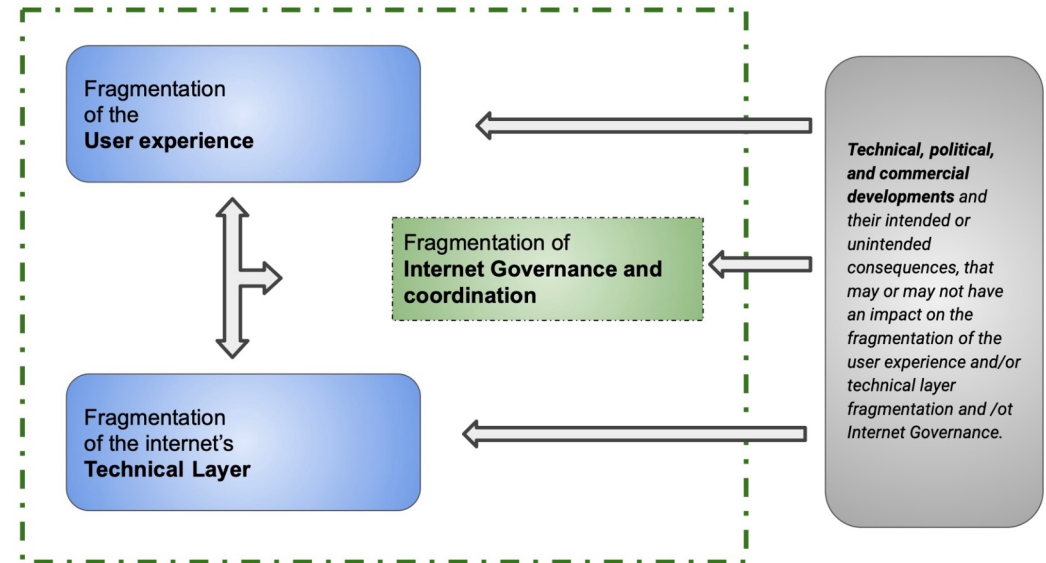 Fragmentation
of the
User experience
Fragmentation of
Internet Governance and
coordination
Fragmentation
of the internet’s
Technical Layer
Technical, political,
and commercial
developments and
their intended or
unintended
consequences, that
may or may not have
an impact on the
fragmentation of the
user experience and/or
technical layer
fragmentation and /ot
Internet Governance.